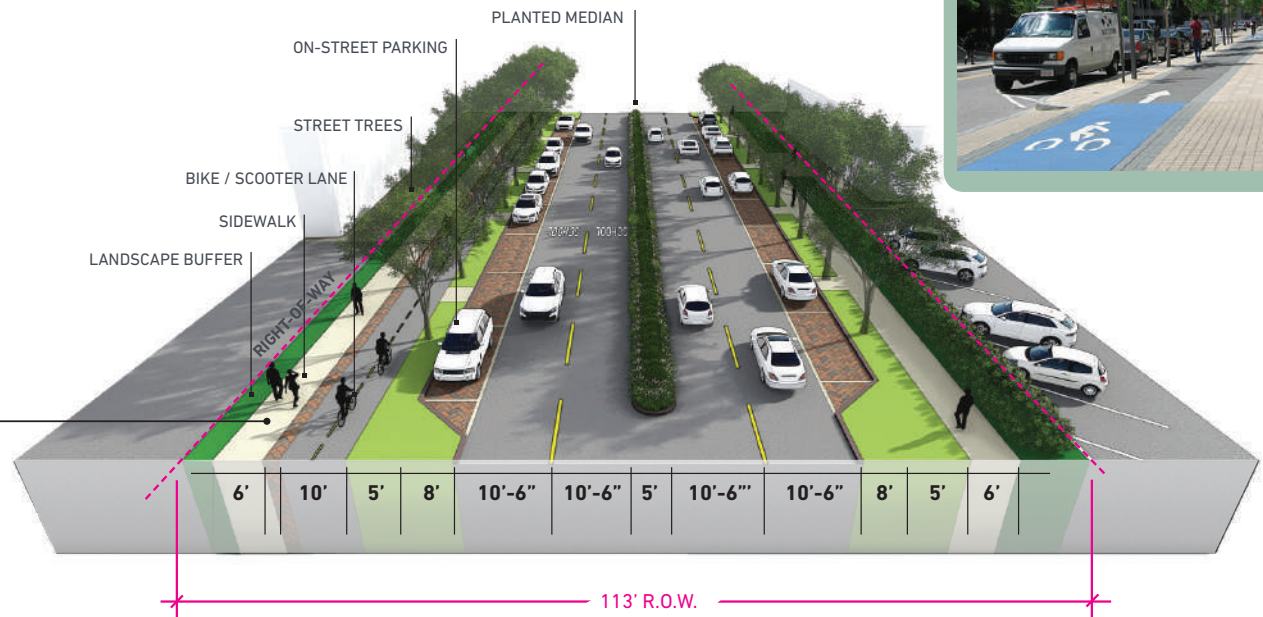 PLANTED MEDIAN
ON-STREET PARKING
STREET TREES
BIKE / SCOOTER LANE
SIDEWALK
LANDSCAPE BUFFER
RIGHT-OF-WAY
6’ 10’ 5’ 8’ 10’-6” 10’-6” 5’ 10’-6”’ 10’-6” 8’ 5’ 6’
113’ R.O.W.